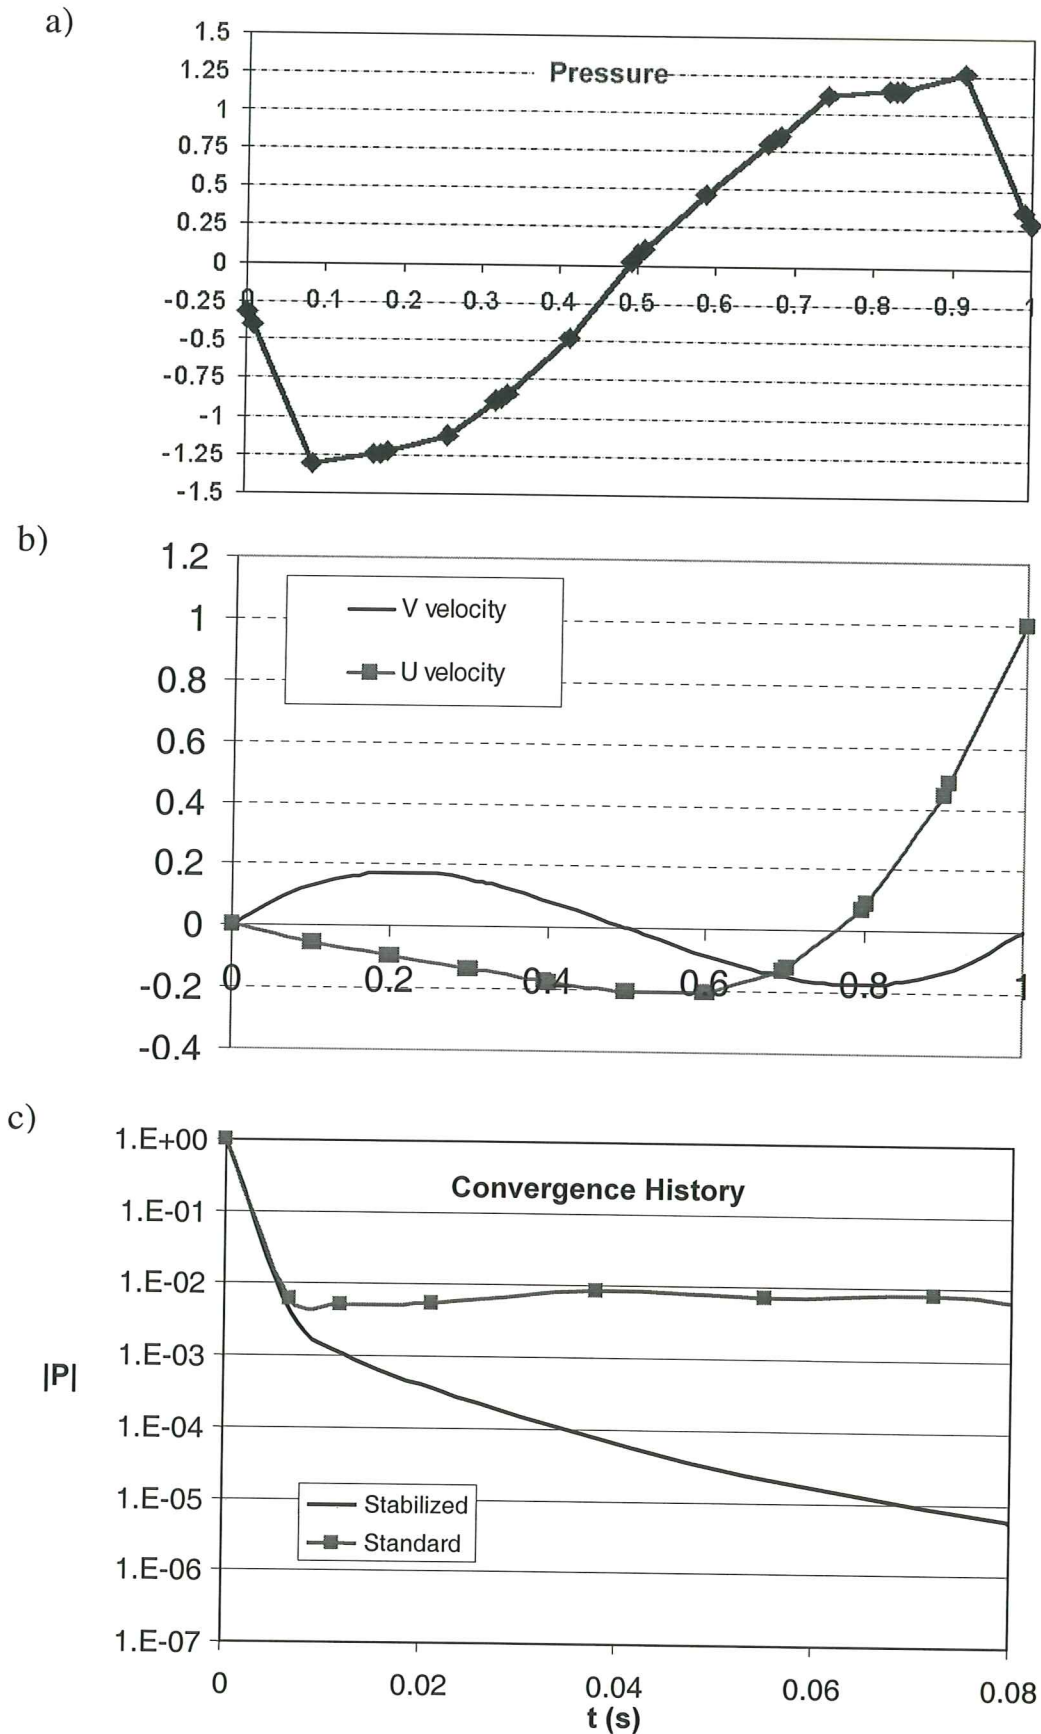 a)
1.5
1.25
Pressure
1
0.75
0.5
0.25
0
-0.25
0 0.1 0.2 0.3 0.4 0.5 0.6 0.7 0.8 0.9 1
-0.5
-0.75
-1
-1.25
-1.5
b)
1.2
V velocity
1
U velocity
0.8
0.6
0.4
0.2
0
-0.2
0 0.2 0.4 0.6 0.8 1
-0.4
c)
1.E+00
Convergence History
1.E-01
1.E-02
1.E-03
|P|
1.E-04
1.E-05
Stabilized
Standard
1.E-06
1.E-07
0 0.02 0.04 0.06 0.08
t (s)